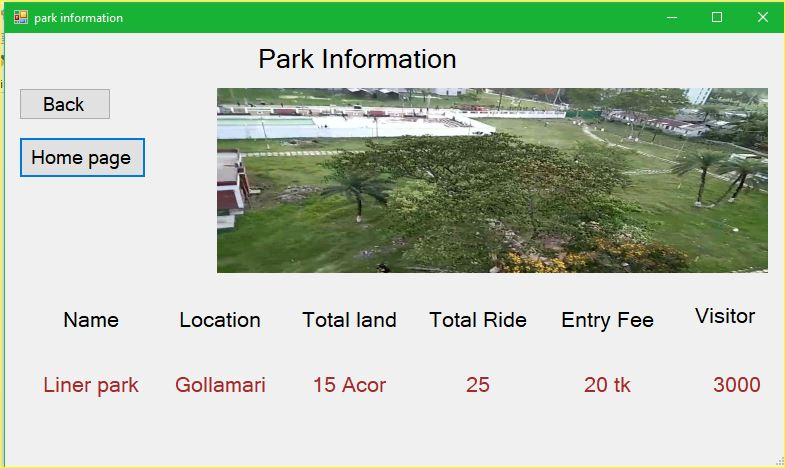 park information
Park Information
Back
Home page
Name Location Total land Total Ride Entry Fee Visitor
Liner park Gollamari 15 Acor 25 20 tk 3000